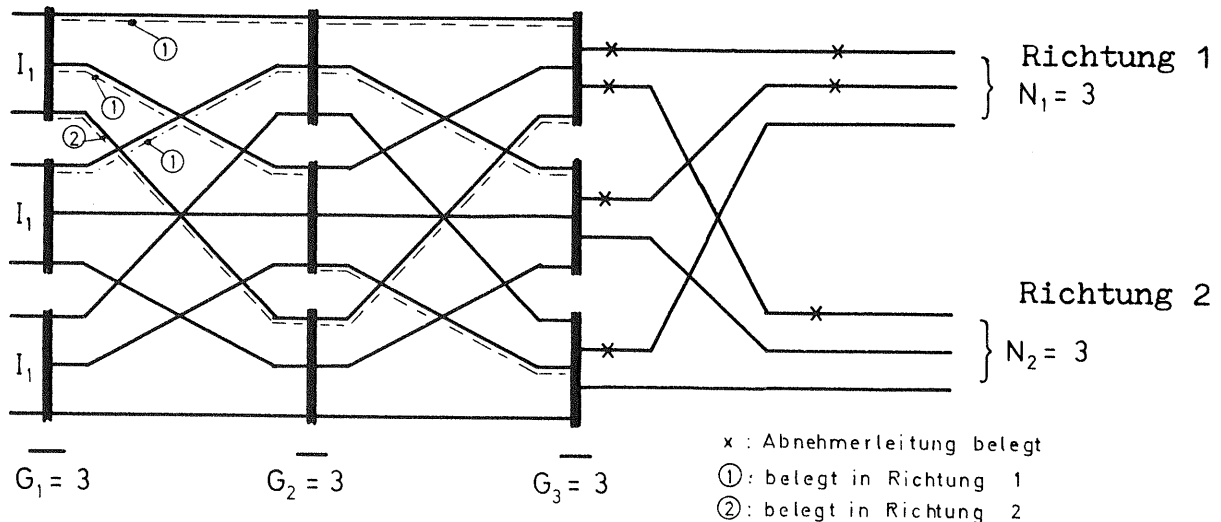 ①
I₁
①
②
①
I₁
I₁
G₁ = 3
G₂ = 3
G₃ = 3
Richtung 1
N₁ = 3
Richtung 2
N₂ = 3
x : Abnehmerleitung belegt
①: belegt in Richtung 1
②: belegt in Richtung 2